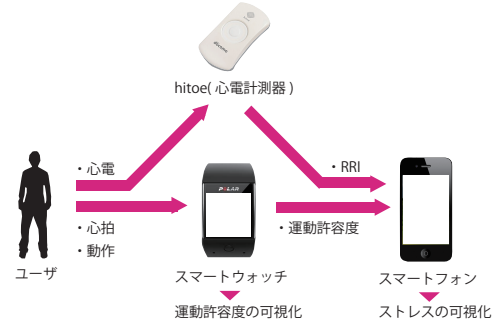 hitoe( 心電計測器 )
・心電
・RRI
POLAR
・心拍
・動作
・運動許容度
ユーザ
スマートウォッチ
スマートフォン
運動許容度の可視化
ストレスの可視化